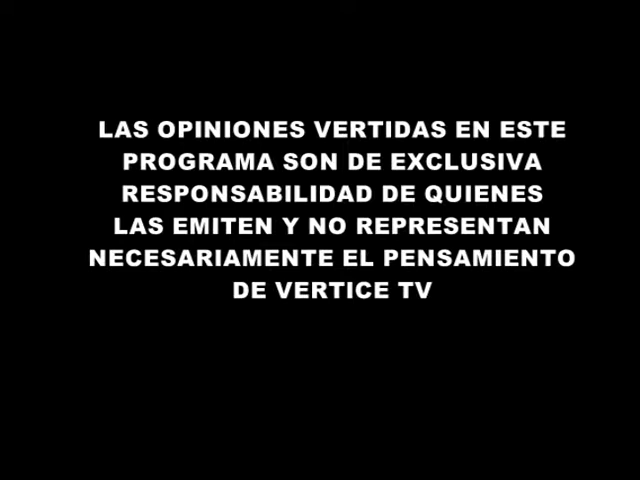 LAS OPINIONES VERTIDAS EN ESTE
PROGRAMA SON DE EXCLUSIVA
RESPONSABILIDAD DE QUIENES
LAS EMITEN Y NO REPRESENTAN
NECESARIAMENTE EL PENSAMIENTO
DE VERTICE TV